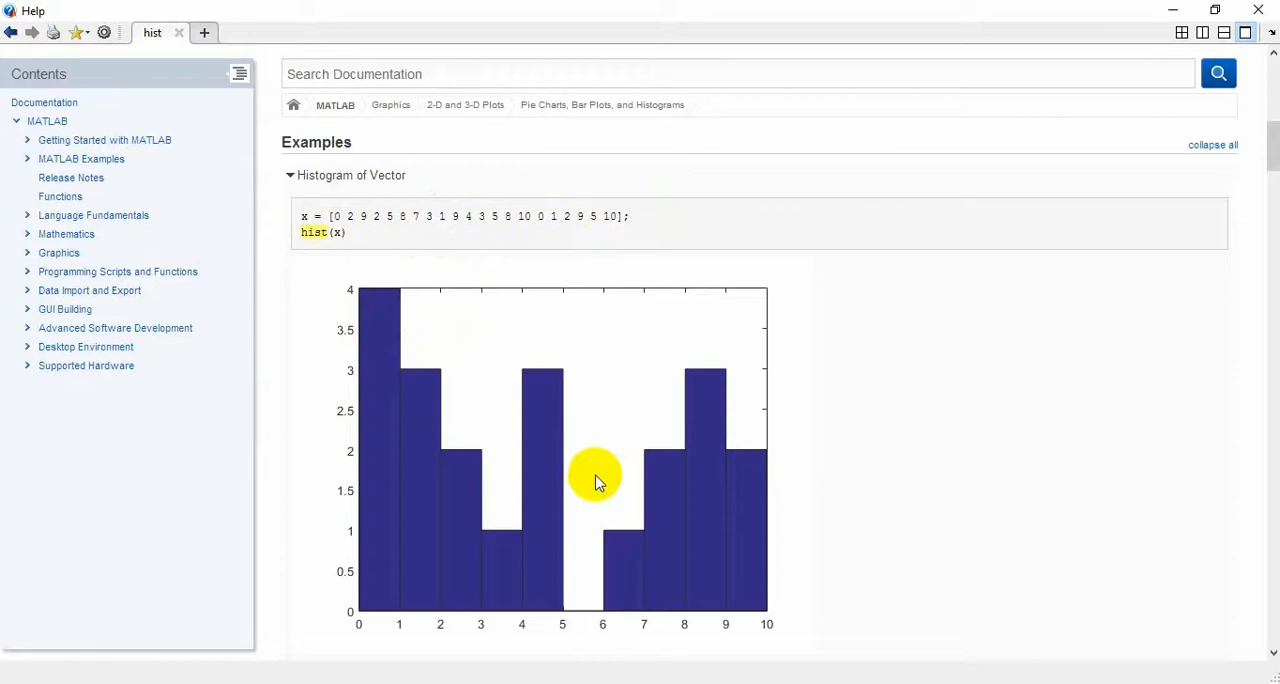 Help
hist
Contents
Search Documentation
MATLAB Graphics 2-D and 3-D Plots Pie Charts, Bar Plots, and Histograms
Documentation
MATLAB
Getting Started with MATLAB
MATLAB Examples
Release Notes
Functions
Language Fundamentals
Mathematics
Graphics
Programming Scripts and Functions
Data Import and Export
GUI Building
Advanced Software Development
Desktop Environment
Supported Hardware
Examples
collapse all
Histogram of Vector
x = [0 2 9 2 5 8 7 3 1 9 4 3 5 8 10 0 1 2 9 5 10];
hist(x)
4
3.5
3
2.5
2
1.5
1
0.5
0
0 1 2 3 4 5 6 7 8 9 10